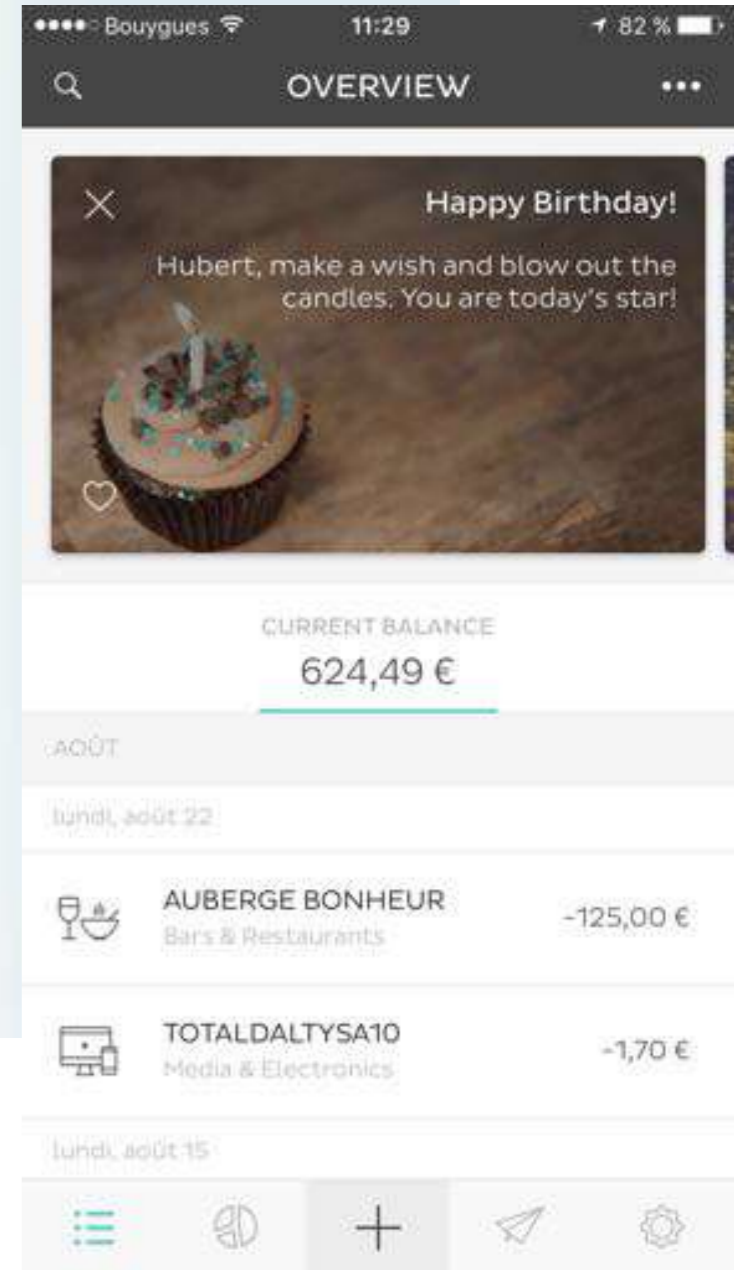 Bouygues 11:29 82 %
OVERVIEW
Happy Birthday!
Hubert, make a wish and blow out the
candles. You are today's star!
CURRENT BALANCE
624,49 €
AOÛT
lundi, août 22
AUBERGE BONHEUR -125,00 €
Bars & Restaurants
TOTALDALTYSA10 -1,70 €
Media & Electronics
lundi, août 15